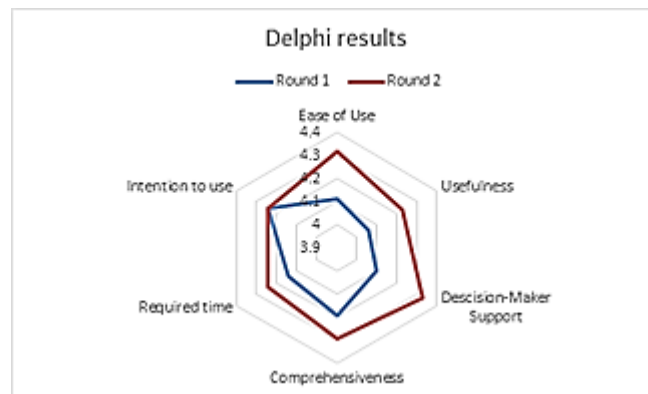 Delphi results
Round 1 Round 2
Ease of Use
4.4
4.3
4.2
4.1
4
3.9
Intention to use
Usefulness
Required time
Descision-Maker
Support
Comprehensiveness